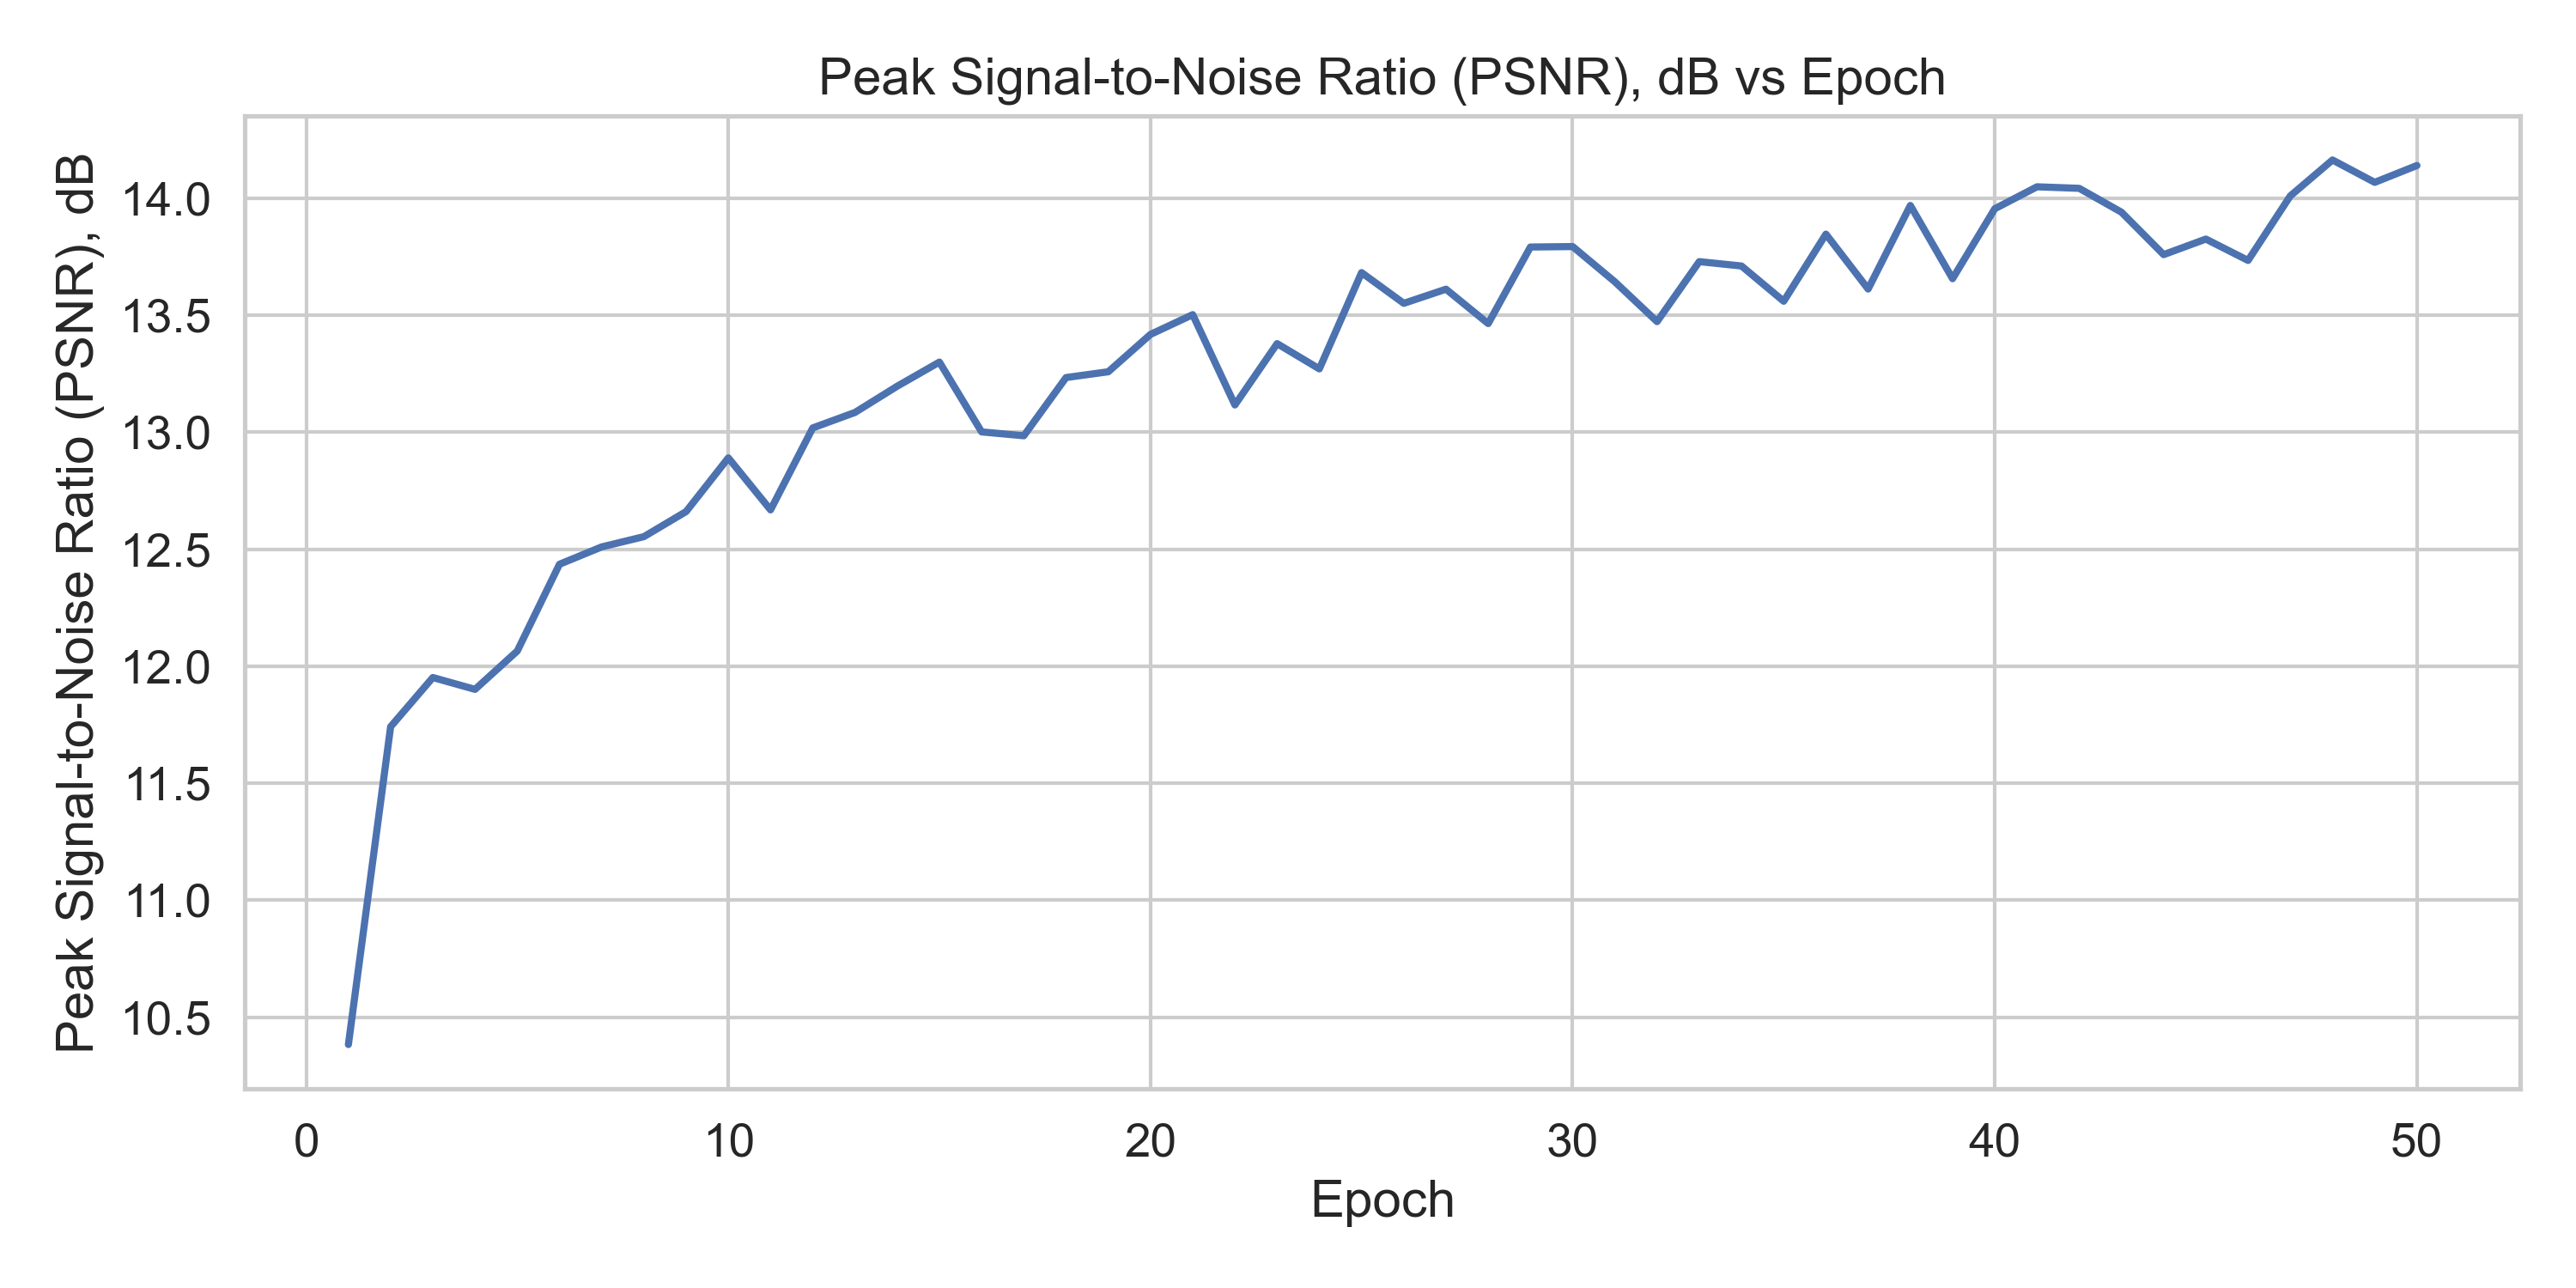 Peak Signal-to-Noise Ratio (PSNR), dB vs Epoch
Peak Signal-to-Noise Ratio (PSNR), dB
14.0
13.5
13.0
12.5
12.0
11.5
11.0
10.5
0 10 20 30 40 50
Epoch